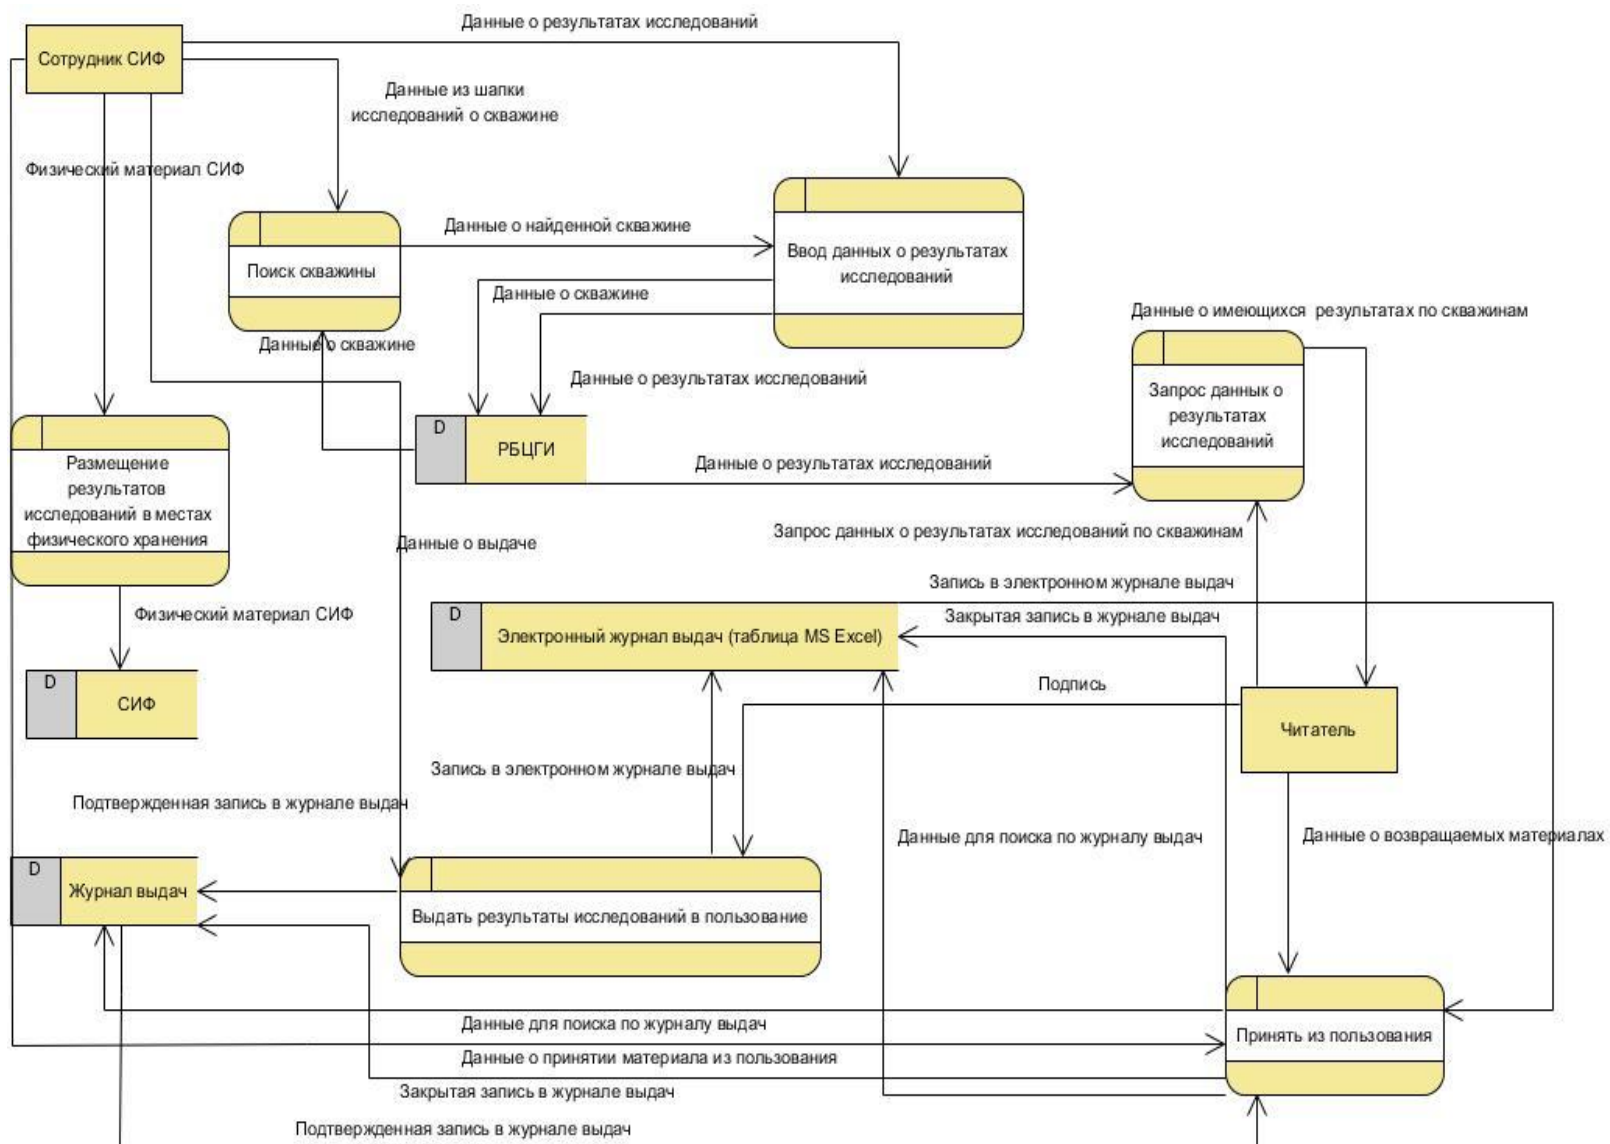 Данные о результатах исследований
Сотрудник СИФ
Данные из шапки
исследований о скважине
Физический материал СИФ
Данные о найденной скважине
Ввод данных о результатах
исследований
Поиск скважины
Данные о скважине
Данные о имеющихся результатах по скважинам
Данные о скважине
Данные о результатах исследований
Запрос даннык о
результатах
исследований
D
РБЦГИ
Данные о результатах исследований
Размещение
результатов
исследований в местах
физического хранения
Запрос данных о результатах исследований по скважинам
Данные о выдаче
Запись в электронном журнале выдач
Физический материал СИФ
D
Электронный журнал выдач (таблица MS Excel)
Закрытая запись в журнале выдач
D
СИФ
Подпись
Читатель
Запись в электронном журнале выдач
Подтвержденная запись в журнале выдач
Данные для поиска по журналу выдач
Данные о возвращаемых материалах
D
Журнал выдач
Выдать результаты исследований в пользование
Данные для поиска по журналу выдач
Принять из пользования
Данные о принятии материала из пользования
Закрытая запись в журнале выдач
Подтвержденная запись в журнале выдач